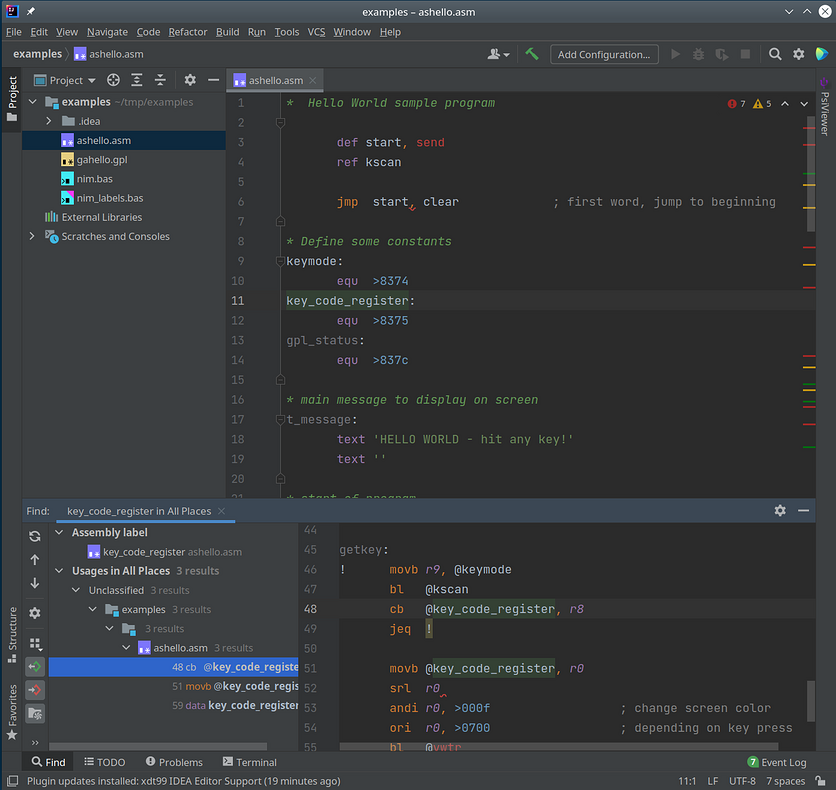 examples – ashello.asm
File Edit View Navigate Code Refactor Build Run Tools VCS Window Help
examples ashello.asm Add Configuration...
Project
Project
ashello.asm
PsiViewer
examples ~/tmp/examples
.idea
ashello.asm
gahello.gpl
nim.bas
nim_labels.bas
External Libraries
Scratches and Consoles
7 5
1 * Hello World sample program
2
3 def start, send
4 ref kscan
5
6 jmp start, clear ; first word, jump to beginning
7
8 * Define some constants
9 keymode:
10 equ >8374
11 key_code_register:
12 equ >8375
13 gpl_status:
14 equ >837c
15
16 * main message to display on screen
17 t_message:
18 text 'HELLO WORLD - hit any key!'
19 text ''
20
21 * start of program
Find: key_code_register in All Places
Assembly label
key_code_register ashello.asm
Usages in All Places 3 results
Unclassified 3 results
examples 3 results
3 results
ashello.asm 3 results
48 cb @key_code_registe
51 movb @key_code_regis
59 data key_code_register
44
45 getkey:
46 ! movb r9, @keymode
47 bl @kscan
48 cb @key_code_register, r8
49 jeq !
50
51 movb @key_code_register, r0
52 srl r0
53 andi r0, >000f ; change screen color
54 ori r0, >0700 ; depending on key press
55 bl @vwtr
Structure
Favorites
Find TODO Problems Terminal 7 Event Log
Plugin updates installed: xdt99 IDEA Editor Support (19 minutes ago) 11:1 LF UTF-8 7 spaces